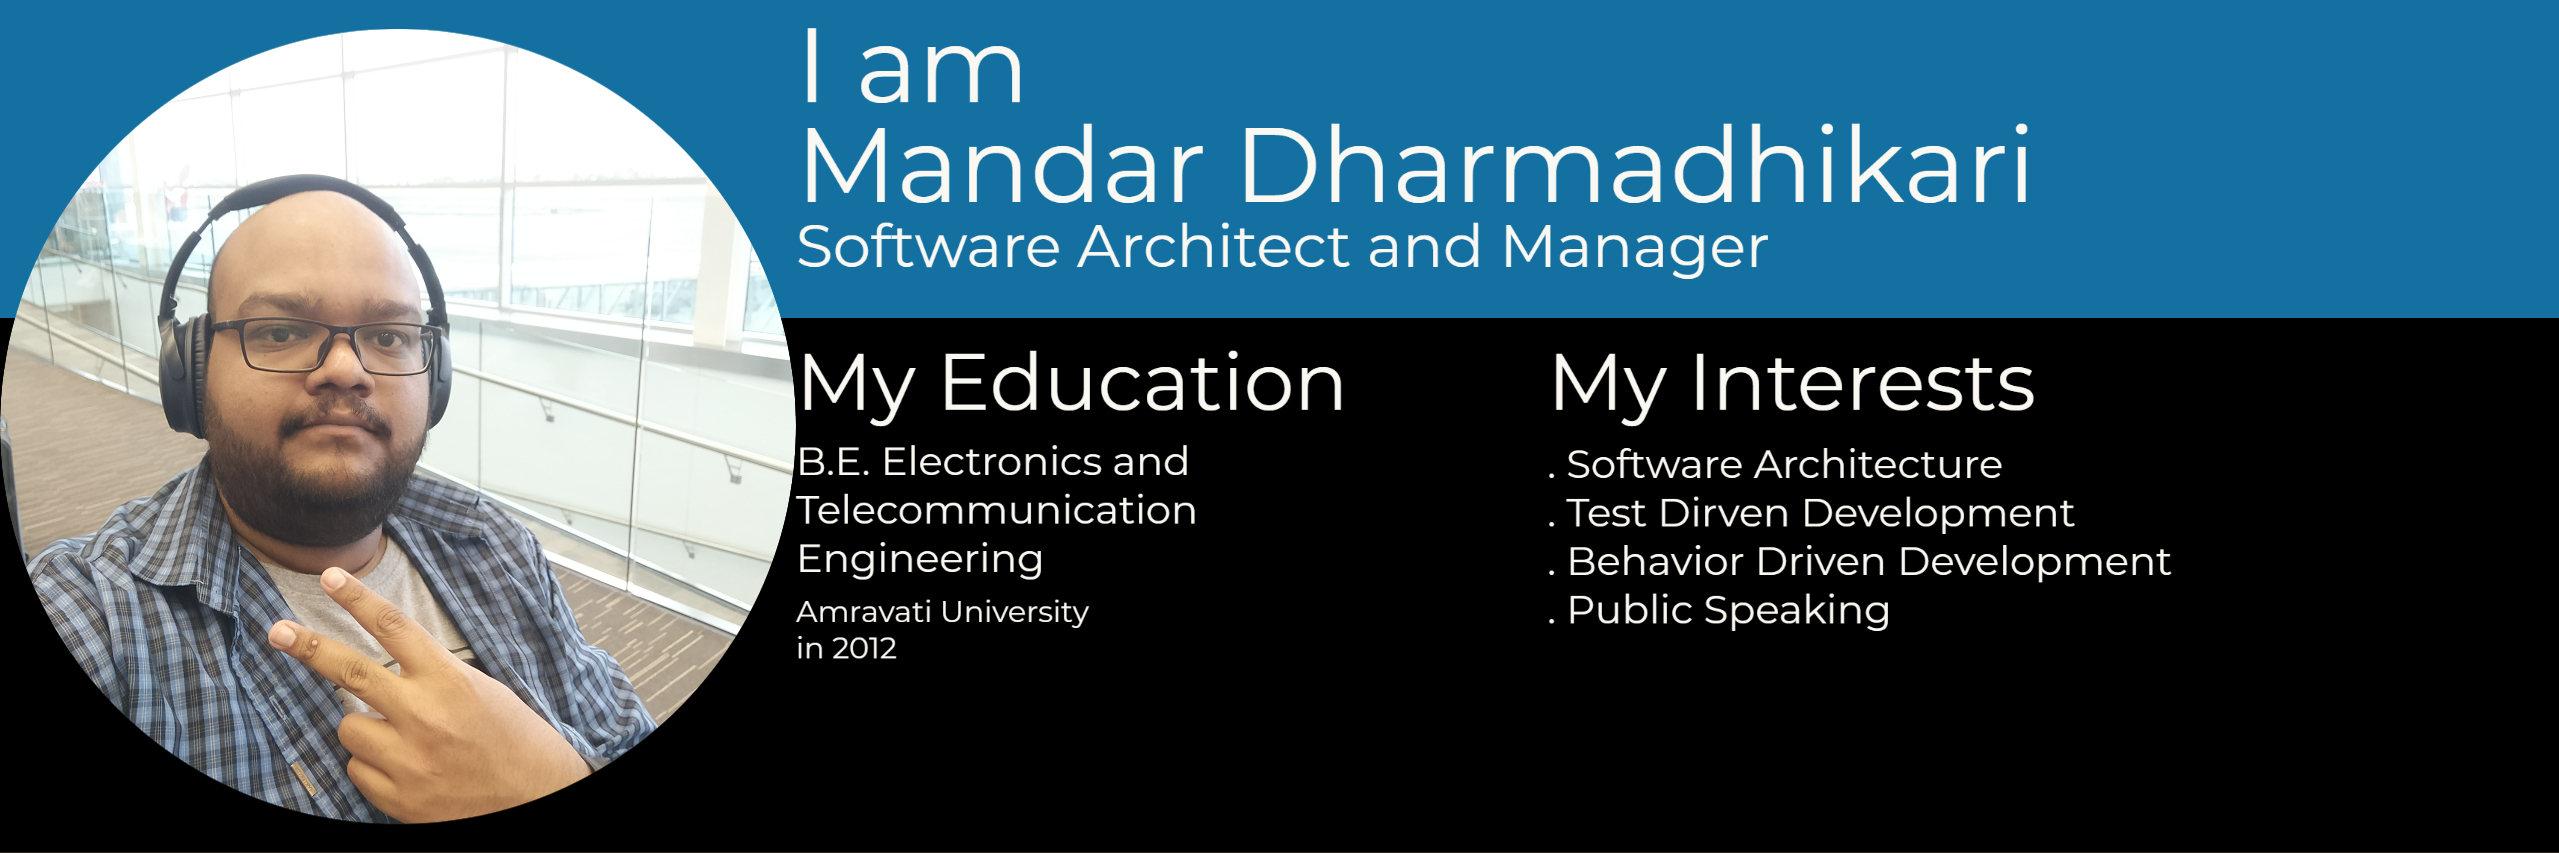 I am
Mandar Dharmadhikari
Software Architect and Manager
My Education
B.E. Electronics and
Telecommunication
Engineering
Amravati University
in 2012
My Interests
. Software Architecture
. Test Dirven Development
. Behavior Driven Development
. Public Speaking